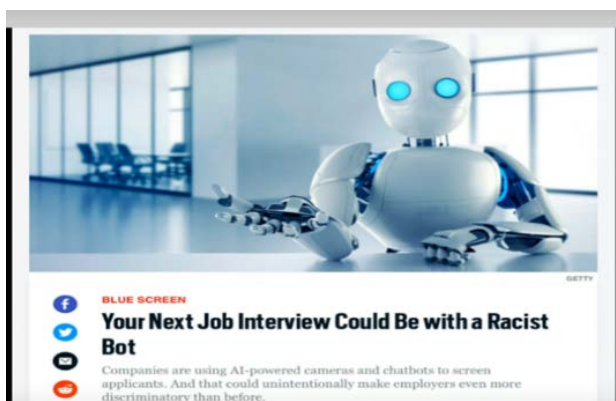 GETTY
BLUE SCREEN
Your Next Job Interview Could Be with a Racist
Bot
Companies are using AI-powered cameras and chatbots to screen
applicants. And that could unintentionally make employers even more
discriminatory than before.